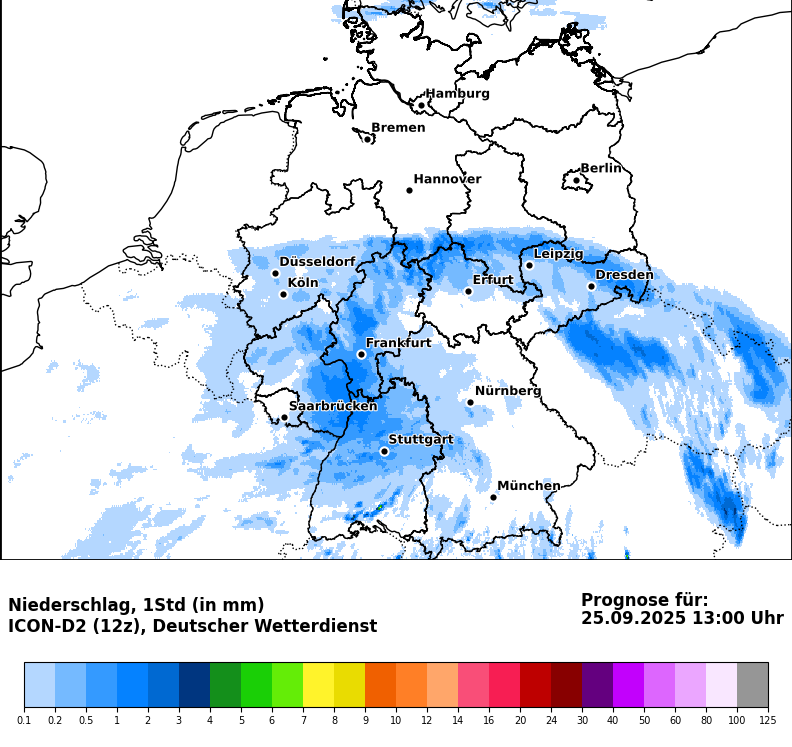 Hamburg
Bremen
Berlin
Hannover
Leipzig
Düsseldorf
Dresden
Köln
Erfurt
Frankfurt
Nürnberg
Saarbrücken
Stuttgart
München
Niederschlag, 1Std (in mm)
ICON-D2 (12z), Deutscher Wetterdienst
Prognose für:
25.09.2025 13:00 Uhr
0.1 0.2 0.5 1 2 3 4 5 6 7 8 9 10 12 14 16 20 24 30 40 50 60 80 100 125